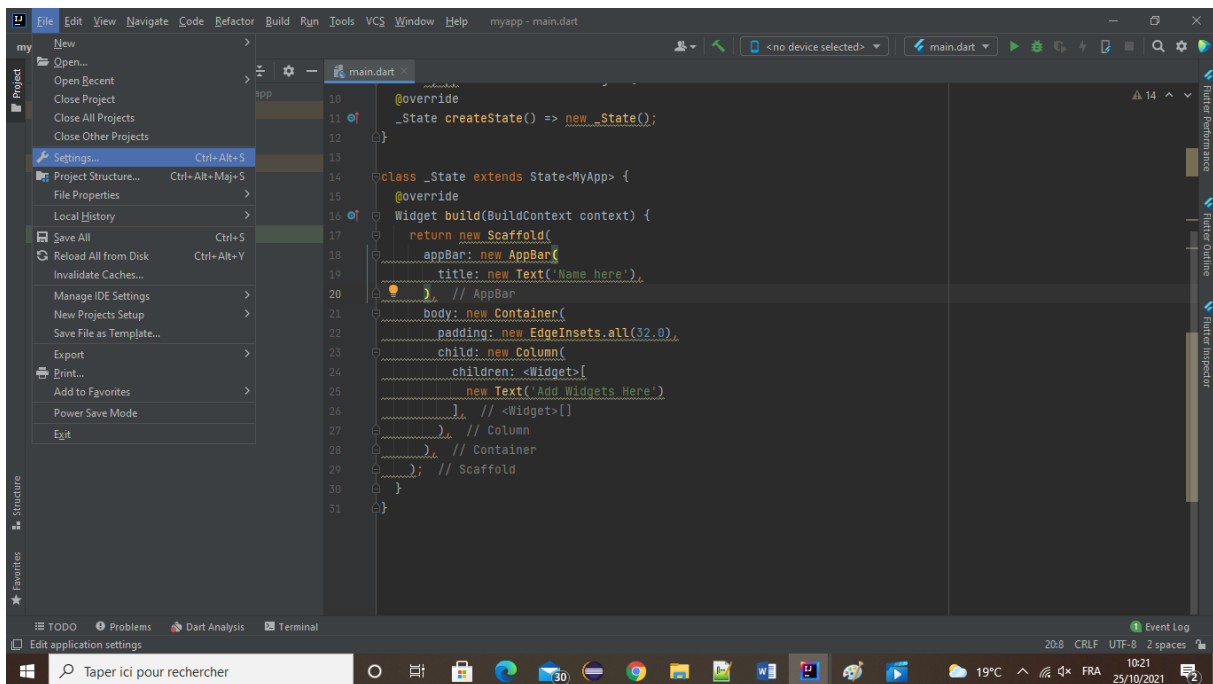 File Edit View Navigate Code Refactor Build Run Tools VCS Window Help myapp - main.dart
my
<no device selected>
main.dart
New
Open...
Open Recent
Close Project
Close All Projects
Close Other Projects
Settings... Ctrl+Alt+S
Project Structure... Ctrl+Alt+Maj+S
File Properties
Local History
Save All Ctrl+S
Reload All from Disk Ctrl+Alt+Y
Invalidate Caches...
Manage IDE Settings
New Projects Setup
Save File as Template...
Export
Print...
Add to Favorites
Power Save Mode
Exit
Project
Structure
Favorites
main.dart
14
10 @override
11 _State createState() => new _State();
12 }
13
14 class _State extends State<MyApp> {
15 @override
16 Widget build(BuildContext context) {
17 return new Scaffold(
18 appBar: new AppBar(
19 title: new Text('Name here'),
20 ), // AppBar
21 body: new Container(
22 padding: new EdgeInsets.all(32.0),
23 child: new Column(
24 children: <Widget>[
25 new Text('Add Widgets Here')
26 ], // <Widget>[]
27 ), // Column
28 ), // Container
29 ); // Scaffold
30 }
31 }
Flutter Performance
Flutter Outline
Flutter Inspector
TODO Problems Dart Analysis Terminal
1 Event Log
Edit application settings
20:8 CRLF UTF-8 2 spaces
Taper ici pour rechercher
30
19°C
FRA
10:21
25/10/2021
2